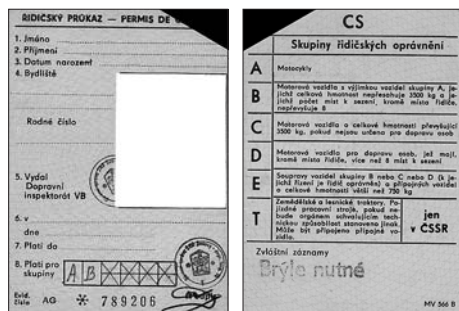 ŘIDIČSKÝ PRŮKAZ — PERMIS DE
1. Jméno
2. Příjmení
3. Datum narození
4. Bydliště
Rodné číslo
5. Vydal
Dopravní
inspektorát VB
6. v
dne
7. Platí do
8. Platí pro
skupiny A B
Evid.
číslo AG * 789206
CS
Skupiny řidičských oprávnění
A Motocykly
B Motorová vozidla s výjimkou vozidel skupiny A, je-
jichž celková hmotnost nepřesahuje 3500 kg a je-
jichž počet míst k sezení, kromě místa řidiče,
nepřevyšuje 8
C Motorová vozidla o celkové hmotnosti převyšující
3500 kg, pokud nejsou určena pro dopravu osob
D Motorová vozidla pro dopravu osob, jež mají,
kromě místa řidiče, více než 8 míst k sezení
E Soupravy vozidel skupiny B nebo C nebo D (k je-
jichž řízení je řidič oprávněn) a přípojných vozidel
o celkové hmotnosti větší než 750 kg
T Zemědělské a lesnické traktory. Po-
jízdné pracovní stroje, pokud ne-
bude orgánem schvalujícím tech-
nickou způsobilost stanoveno jinak.
Může být připojeno přípojné vo-
zidlo.
jen
v ČSSR
Zvláštní záznamy
Brýle nutné
MV 566 B